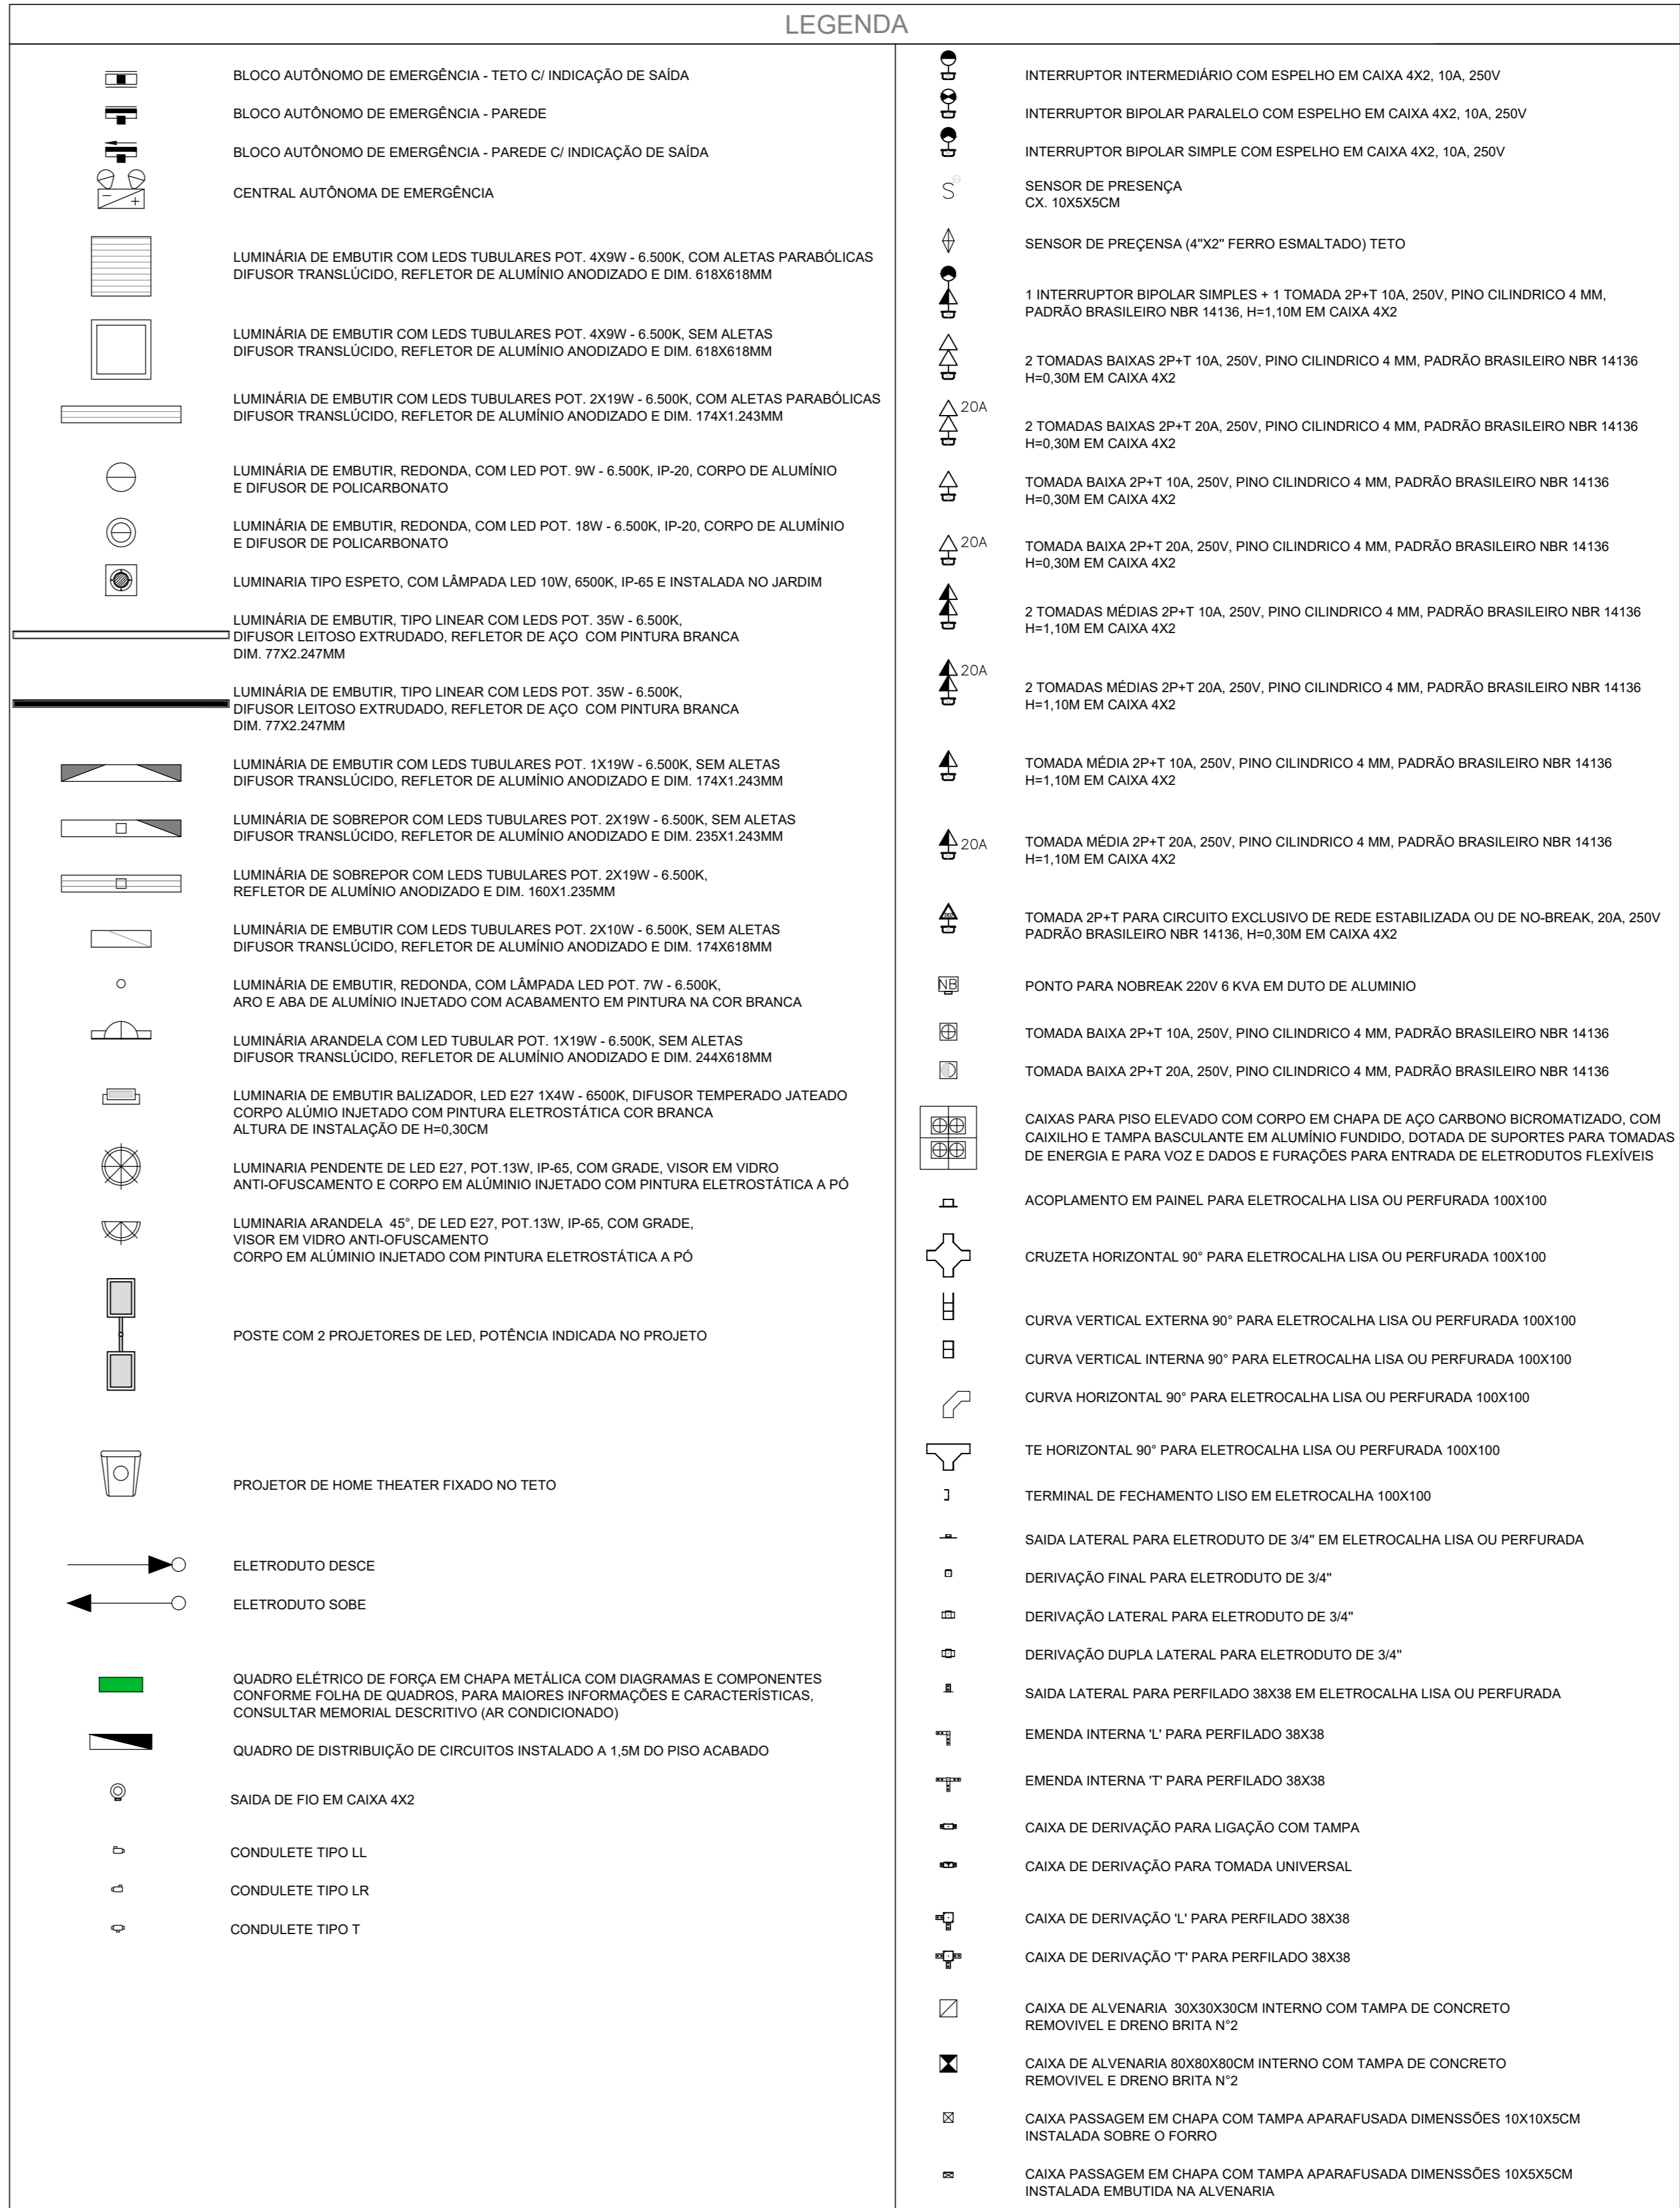 LEGENDA
BLOCO AUTÔNOMO DE EMERGÊNCIA - TETO C/ INDICAÇÃO DE SAÍDA
BLOCO AUTÔNOMO DE EMERGÊNCIA - PAREDE
BLOCO AUTÔNOMO DE EMERGÊNCIA - PAREDE C/ INDICAÇÃO DE SAÍDA
- +
CENTRAL AUTÔNOMA DE EMERGÊNCIA
LUMINÁRIA DE EMBUTIR COM LEDS TUBULARES POT. 4X9W - 6.500K, COM ALETAS PARABÓLICAS
DIFUSOR TRANSLÚCIDO, REFLETOR DE ALUMÍNIO ANODIZADO E DIM. 618X618MM
LUMINÁRIA DE EMBUTIR COM LEDS TUBULARES POT. 4X9W - 6.500K, SEM ALETAS
DIFUSOR TRANSLÚCIDO, REFLETOR DE ALUMÍNIO ANODIZADO E DIM. 618X618MM
LUMINÁRIA DE EMBUTIR COM LEDS TUBULARES POT. 2X19W - 6.500K, COM ALETAS PARABÓLICAS
DIFUSOR TRANSLÚCIDO, REFLETOR DE ALUMÍNIO ANODIZADO E DIM. 174X1.243MM
LUMINÁRIA DE EMBUTIR, REDONDA, COM LED POT. 9W - 6.500K, IP-20, CORPO DE ALUMÍNIO
E DIFUSOR DE POLICARBONATO
LUMINÁRIA DE EMBUTIR, REDONDA, COM LED POT. 18W - 6.500K, IP-20, CORPO DE ALUMÍNIO
E DIFUSOR DE POLICARBONATO
LUMINARIA TIPO ESPETO, COM LÂMPADA LED 10W, 6500K, IP-65 E INSTALADA NO JARDIM
LUMINÁRIA DE EMBUTIR, TIPO LINEAR COM LEDS POT. 35W - 6.500K,
DIFUSOR LEITOSO EXTRUDADO, REFLETOR DE AÇO COM PINTURA BRANCA
DIM. 77X2.247MM
LUMINÁRIA DE EMBUTIR, TIPO LINEAR COM LEDS POT. 35W - 6.500K,
DIFUSOR LEITOSO EXTRUDADO, REFLETOR DE AÇO COM PINTURA BRANCA
DIM. 77X2.247MM
LUMINÁRIA DE EMBUTIR COM LEDS TUBULARES POT. 1X19W - 6.500K, SEM ALETAS
DIFUSOR TRANSLÚCIDO, REFLETOR DE ALUMÍNIO ANODIZADO E DIM. 174X1.243MM
LUMINÁRIA DE SOBREPOR COM LEDS TUBULARES POT. 2X19W - 6.500K, SEM ALETAS
DIFUSOR TRANSLÚCIDO, REFLETOR DE ALUMÍNIO ANODIZADO E DIM. 235X1.243MM
LUMINÁRIA DE SOBREPOR COM LEDS TUBULARES POT. 2X19W - 6.500K,
REFLETOR DE ALUMÍNIO ANODIZADO E DIM. 160X1.235MM
LUMINÁRIA DE EMBUTIR COM LEDS TUBULARES POT. 2X10W - 6.500K, SEM ALETAS
DIFUSOR TRANSLÚCIDO, REFLETOR DE ALUMÍNIO ANODIZADO E DIM. 174X618MM
LUMINÁRIA DE EMBUTIR, REDONDA, COM LÂMPADA LED POT. 7W - 6.500K,
ARO E ABA DE ALUMÍNIO INJETADO COM ACABAMENTO EM PINTURA NA COR BRANCA
LUMINÁRIA ARANDELA COM LED TUBULAR POT. 1X19W - 6.500K, SEM ALETAS
DIFUSOR TRANSLÚCIDO, REFLETOR DE ALUMÍNIO ANODIZADO E DIM. 244X618MM
LUMINARIA DE EMBUTIR BALIZADOR, LED E27 1X4W - 6500K, DIFUSOR TEMPERADO JATEADO
CORPO ALÚMIO INJETADO COM PINTURA ELETROSTÁTICA COR BRANCA
ALTURA DE INSTALAÇÃO DE H=0,30CM
LUMINARIA PENDENTE DE LED E27, POT.13W, IP-65, COM GRADE, VISOR EM VIDRO
ANTI-OFUSCAMENTO E CORPO EM ALÚMINIO INJETADO COM PINTURA ELETROSTÁTICA A PÓ
LUMINARIA ARANDELA 45°, DE LED E27, POT.13W, IP-65, COM GRADE,
VISOR EM VIDRO ANTI-OFUSCAMENTO
CORPO EM ALÚMINIO INJETADO COM PINTURA ELETROSTÁTICA A PÓ
POSTE COM 2 PROJETORES DE LED, POTÊNCIA INDICADA NO PROJETO
PROJETOR DE HOME THEATER FIXADO NO TETO
ELETRODUTO DESCE
ELETRODUTO SOBE
QUADRO ELÉTRICO DE FORÇA EM CHAPA METÁLICA COM DIAGRAMAS E COMPONENTES
CONFORME FOLHA DE QUADROS, PARA MAIORES INFORMAÇÕES E CARACTERÍSTICAS,
CONSULTAR MEMORIAL DESCRITIVO (AR CONDICIONADO)
QUADRO DE DISTRIBUIÇÃO DE CIRCUITOS INSTALADO A 1,5M DO PISO ACABADO
SAIDA DE FIO EM CAIXA 4X2
CONDULETE TIPO LL
CONDULETE TIPO LR
CONDULETE TIPO T
INTERRUPTOR INTERMEDIÁRIO COM ESPELHO EM CAIXA 4X2, 10A, 250V
INTERRUPTOR BIPOLAR PARALELO COM ESPELHO EM CAIXA 4X2, 10A, 250V
INTERRUPTOR BIPOLAR SIMPLE COM ESPELHO EM CAIXA 4X2, 10A, 250V
S
SENSOR DE PRESENÇA
CX. 10X5X5CM
SENSOR DE PREÇENSA (4"X2" FERRO ESMALTADO) TETO
1 INTERRUPTOR BIPOLAR SIMPLES + 1 TOMADA 2P+T 10A, 250V, PINO CILINDRICO 4 MM,
PADRÃO BRASILEIRO NBR 14136, H=1,10M EM CAIXA 4X2
2 TOMADAS BAIXAS 2P+T 10A, 250V, PINO CILINDRICO 4 MM, PADRÃO BRASILEIRO NBR 14136
H=0,30M EM CAIXA 4X2
20A
2 TOMADAS BAIXAS 2P+T 20A, 250V, PINO CILINDRICO 4 MM, PADRÃO BRASILEIRO NBR 14136
H=0,30M EM CAIXA 4X2
TOMADA BAIXA 2P+T 10A, 250V, PINO CILINDRICO 4 MM, PADRÃO BRASILEIRO NBR 14136
H=0,30M EM CAIXA 4X2
20A
TOMADA BAIXA 2P+T 20A, 250V, PINO CILINDRICO 4 MM, PADRÃO BRASILEIRO NBR 14136
H=0,30M EM CAIXA 4X2
2 TOMADAS MÉDIAS 2P+T 10A, 250V, PINO CILINDRICO 4 MM, PADRÃO BRASILEIRO NBR 14136
H=1,10M EM CAIXA 4X2
20A
2 TOMADAS MÉDIAS 2P+T 20A, 250V, PINO CILINDRICO 4 MM, PADRÃO BRASILEIRO NBR 14136
H=1,10M EM CAIXA 4X2
TOMADA MÉDIA 2P+T 10A, 250V, PINO CILINDRICO 4 MM, PADRÃO BRASILEIRO NBR 14136
H=1,10M EM CAIXA 4X2
20A
TOMADA MÉDIA 2P+T 20A, 250V, PINO CILINDRICO 4 MM, PADRÃO BRASILEIRO NBR 14136
H=1,10M EM CAIXA 4X2
TOMADA 2P+T PARA CIRCUITO EXCLUSIVO DE REDE ESTABILIZADA OU DE NO-BREAK, 20A, 250V
PADRÃO BRASILEIRO NBR 14136, H=0,30M EM CAIXA 4X2
NB
PONTO PARA NOBREAK 220V 6 KVA EM DUTO DE ALUMINIO
TOMADA BAIXA 2P+T 10A, 250V, PINO CILINDRICO 4 MM, PADRÃO BRASILEIRO NBR 14136
TOMADA BAIXA 2P+T 20A, 250V, PINO CILINDRICO 4 MM, PADRÃO BRASILEIRO NBR 14136
CAIXAS PARA PISO ELEVADO COM CORPO EM CHAPA DE AÇO CARBONO BICROMATIZADO, COM
CAIXILHO E TAMPA BASCULANTE EM ALUMÍNIO FUNDIDO, DOTADA DE SUPORTES PARA TOMADAS
DE ENERGIA E PARA VOZ E DADOS E FURAÇÕES PARA ENTRADA DE ELETRODUTOS FLEXÍVEIS
ACOPLAMENTO EM PAINEL PARA ELETROCALHA LISA OU PERFURADA 100X100
CRUZETA HORIZONTAL 90° PARA ELETROCALHA LISA OU PERFURADA 100X100
CURVA VERTICAL EXTERNA 90° PARA ELETROCALHA LISA OU PERFURADA 100X100
CURVA VERTICAL INTERNA 90° PARA ELETROCALHA LISA OU PERFURADA 100X100
CURVA HORIZONTAL 90° PARA ELETROCALHA LISA OU PERFURADA 100X100
TE HORIZONTAL 90° PARA ELETROCALHA LISA OU PERFURADA 100X100
TERMINAL DE FECHAMENTO LISO EM ELETROCALHA 100X100
SAIDA LATERAL PARA ELETRODUTO DE 3/4" EM ELETROCALHA LISA OU PERFURADA
DERIVAÇÃO FINAL PARA ELETRODUTO DE 3/4"
DERIVAÇÃO LATERAL PARA ELETRODUTO DE 3/4"
DERIVAÇÃO DUPLA LATERAL PARA ELETRODUTO DE 3/4"
SAIDA LATERAL PARA PERFILADO 38X38 EM ELETROCALHA LISA OU PERFURADA
EMENDA INTERNA 'L' PARA PERFILADO 38X38
EMENDA INTERNA 'T' PARA PERFILADO 38X38
CAIXA DE DERIVAÇÃO PARA LIGAÇÃO COM TAMPA
CAIXA DE DERIVAÇÃO PARA TOMADA UNIVERSAL
CAIXA DE DERIVAÇÃO 'L' PARA PERFILADO 38X38
CAIXA DE DERIVAÇÃO 'T' PARA PERFILADO 38X38
CAIXA DE ALVENARIA 30X30X30CM INTERNO COM TAMPA DE CONCRETO
REMOVIVEL E DRENO BRITA N°2
CAIXA DE ALVENARIA 80X80X80CM INTERNO COM TAMPA DE CONCRETO
REMOVIVEL E DRENO BRITA N°2
CAIXA PASSAGEM EM CHAPA COM TAMPA APARAFUSADA DIMENSSÕES 10X10X5CM
INSTALADA SOBRE O FORRO
CAIXA PASSAGEM EM CHAPA COM TAMPA APARAFUSADA DIMENSSÕES 10X5X5CM
INSTALADA EMBUTIDA NA ALVENARIA